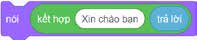 nói kết hợp Xin chào bạn trả lời